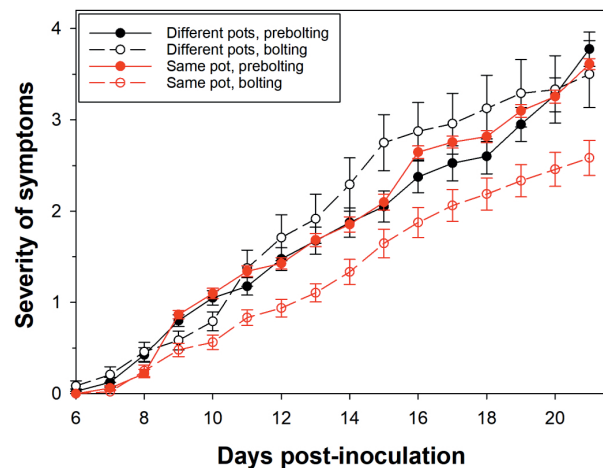 4
Different pots, prebolting
Different pots, bolting
Same pot, prebolting
Same pot, bolting
3
2
1
0
Severity of symptoms
6 8 10 12 14 16 18 20
Days post-inoculation